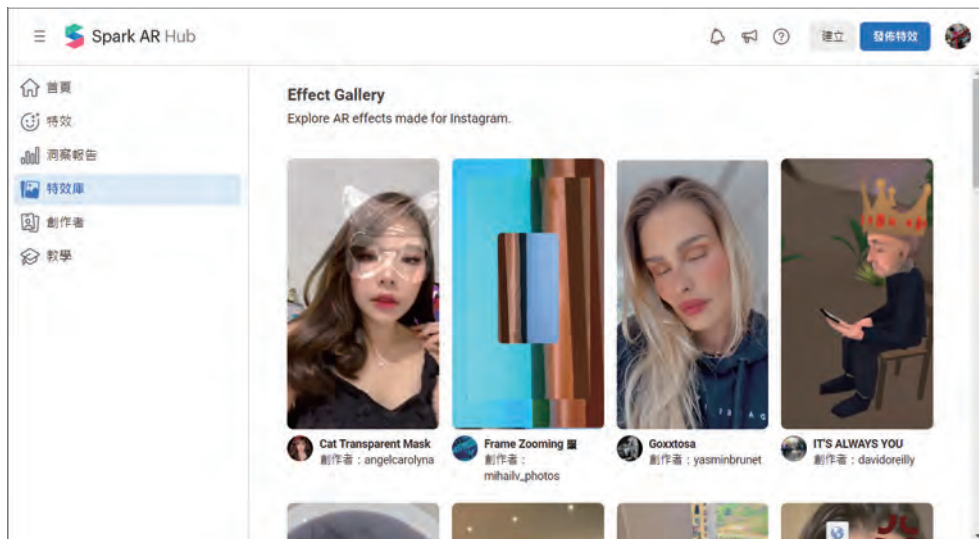 Spark AR Hub
建立
發佈特效
首頁
特效
洞察報告
特效庫
創作者
教學
Effect Gallery
Explore AR effects made for Instagram.
Cat Transparent Mask
創作者：angelcarolyna
Frame Zooming
創作者：
mihailv_photos
Goxxtosa
創作者：yasminbrunet
IT'S ALWAYS YOU
創作者：davidoreilly